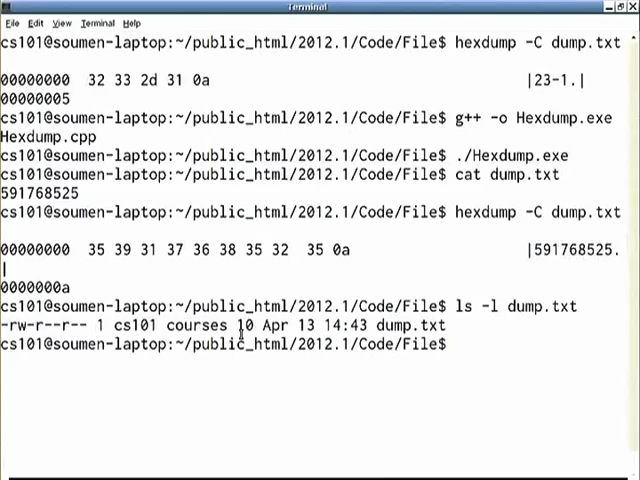 Terminal
File Edit View Terminal Help
cs101@soumen-laptop:~/public_html/2012.1/Code/File$ hexdump -C dump.txt
00000000 32 33 2d 31 0a |23-1.|
00000005
cs101@soumen-laptop:~/public_html/2012.1/Code/File$ g++ -o Hexdump.exe
Hexdump.cpp
cs101@soumen-laptop:~/public_html/2012.1/Code/File$ ./Hexdump.exe
cs101@soumen-laptop:~/public_html/2012.1/Code/File$ cat dump.txt
591768525
cs101@soumen-laptop:~/public_html/2012.1/Code/File$ hexdump -C dump.txt
00000000 35 39 31 37 36 38 35 32 35 0a |591768525.
|
0000000a
cs101@soumen-laptop:~/public_html/2012.1/Code/File$ ls -l dump.txt
-rw-r--r-- 1 cs101 courses 10 Apr 13 14:43 dump.txt
cs101@soumen-laptop:~/public_html/2012.1/Code/File$